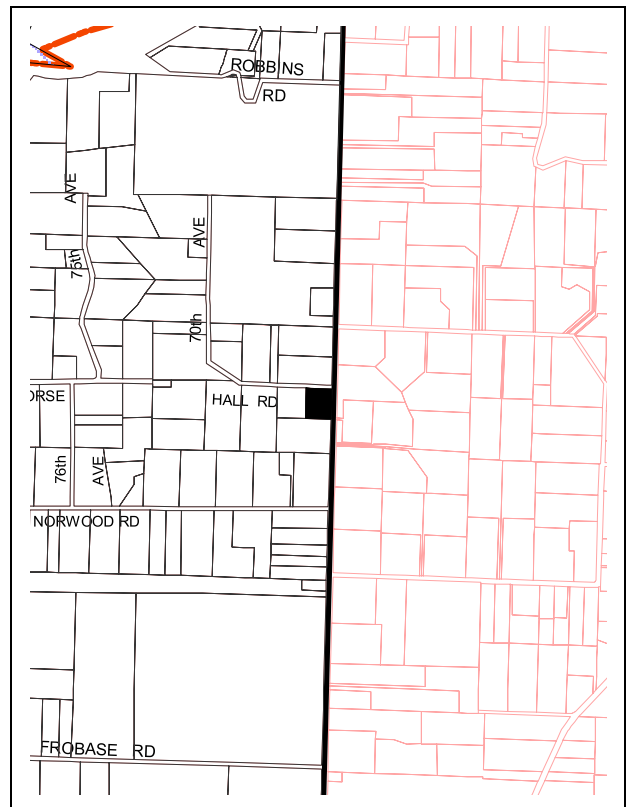 ROBBINS
RD
AVE
75th
AVE
70th
ORSE
HALL RD
76th
AVE
NORWOOD RD
FROBASE RD